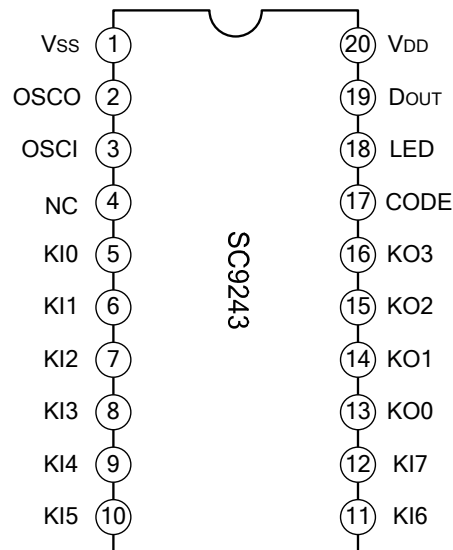 VSS 1 20 VDD
OSCO 2 19 DOUT
OSCI 3 18 LED
NC 4 17 CODE
KI0 5 16 KO3
KI1 6 15 KO2
KI2 7 14 KO1
KI3 8 13 KO0
KI4 9 12 KI7
KI5 10 11 KI6
SC9243